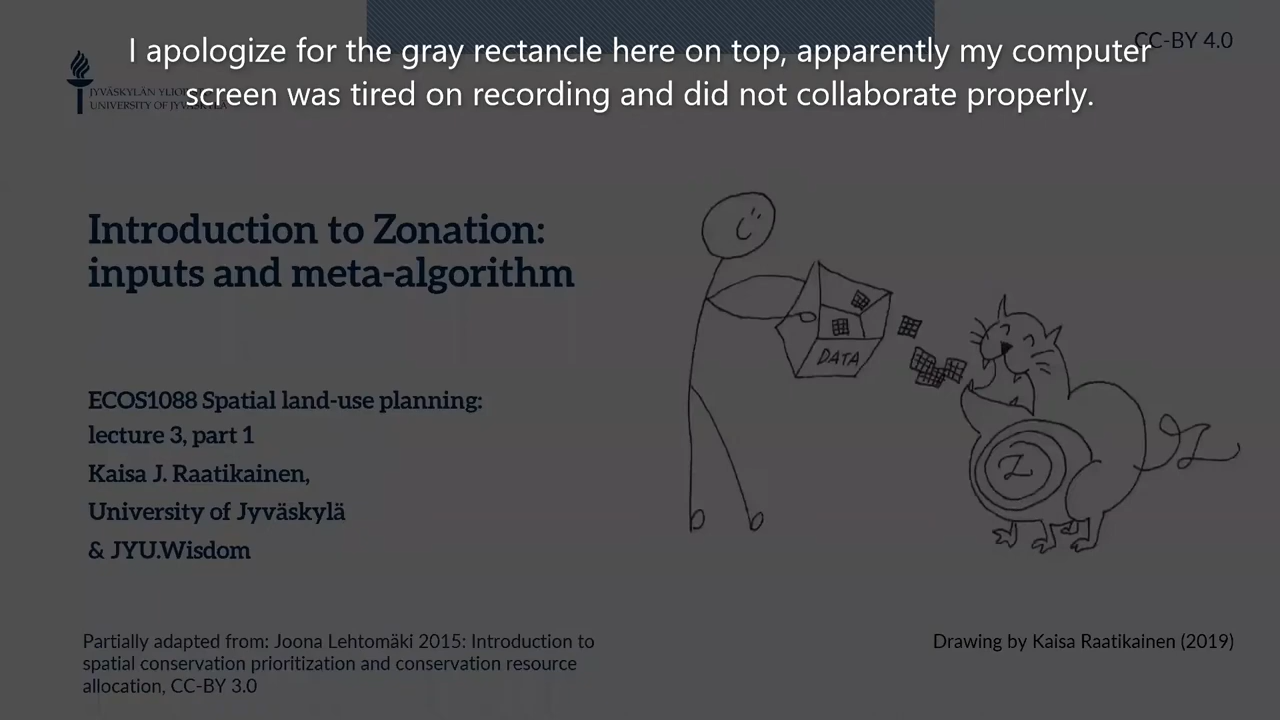 I apologize for the gray rectancle here on top, apparently my computer
screen was tired on recording and did not collaborate properly.
CC-BY 4.0
JYVÄSKYLÄN YLIOPISTO
UNIVERSITY OF JYVÄSKYLÄ
Introduction to Zonation:
inputs and meta-algorithm
ECOS1088 Spatial land-use planning:
lecture 3, part 1
Kaisa J. Raatikainen,
University of Jyväskylä
& JYU.Wisdom
DATA
Z
Z
Partially adapted from: Joona Lehtomäki 2015: Introduction to
spatial conservation prioritization and conservation resource
allocation, CC-BY 3.0
Drawing by Kaisa Raatikainen (2019)